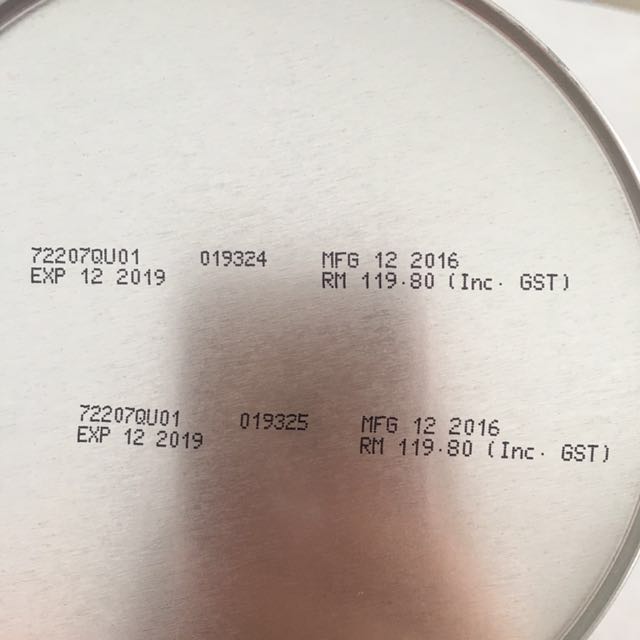 72207QU01 019324 MFG 12 2016
EXP 12 2019 RM 119.80 (Inc. GST)
72207QU01 019325 MFG 12 2016
EXP 12 2019 RM 119.80 (Inc. GST)